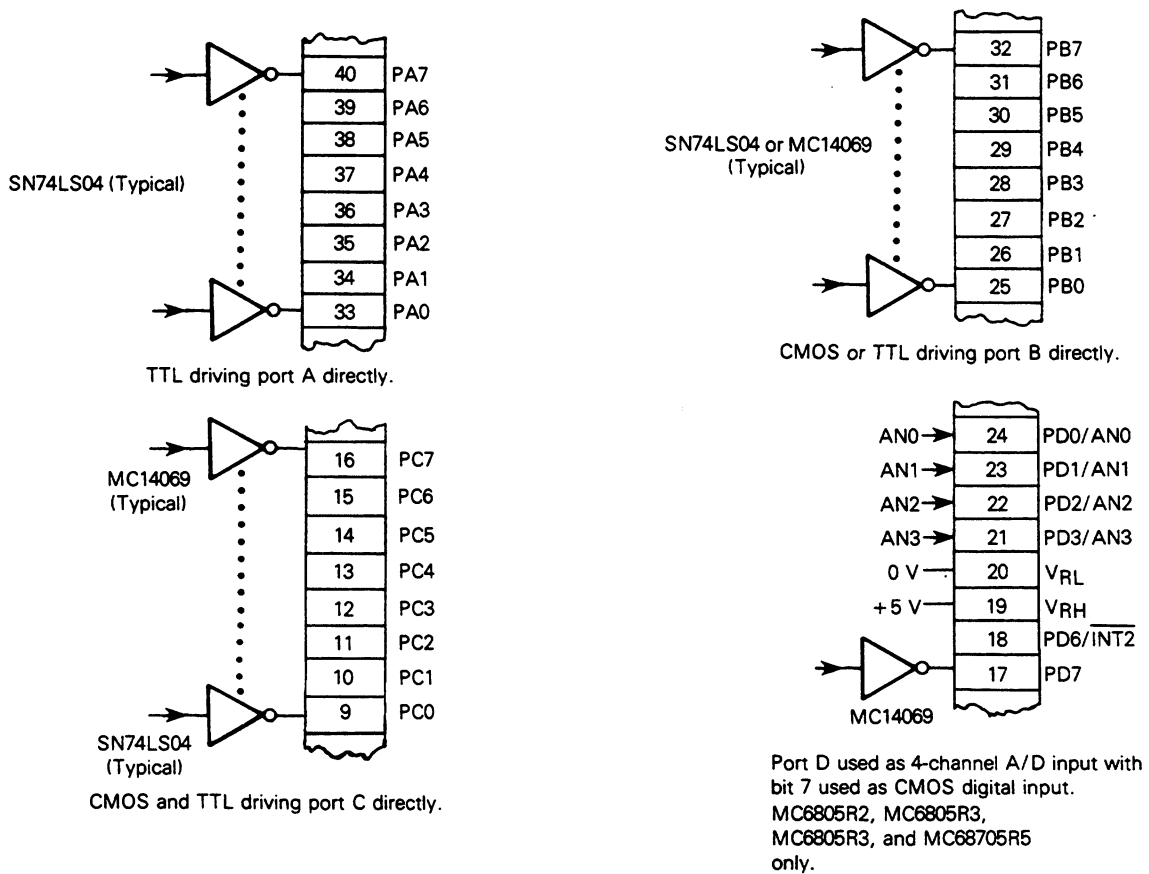 40 PA7
39 PA6
38 PA5
37 PA4
36 PA3
35 PA2
34 PA1
33 PA0
SN74LS04 (Typical)
TTL driving port A directly.
32 PB7
31 PB6
30 PB5
29 PB4
28 PB3
27 PB2
26 PB1
25 PB0
SN74LS04 or MC14069
(Typical)
CMOS or TTL driving port B directly.
16 PC7
15 PC6
14 PC5
13 PC4
12 PC3
11 PC2
10 PC1
9 PC0
MC14069
(Typical)
SN74LS04
(Typical)
CMOS and TTL driving port C directly.
AN0 24 PD0/AN0
AN1 23 PD1/AN1
AN2 22 PD2/AN2
AN3 21 PD3/AN3
0 V 20 VRL
+5 V 19 VRH
18 PD6/INT2
17 PD7
MC14069
Port D used as 4-channel A/D input with
bit 7 used as CMOS digital input.
MC6805R2, MC6805R3,
MC6805R3, and MC68705R5
only.